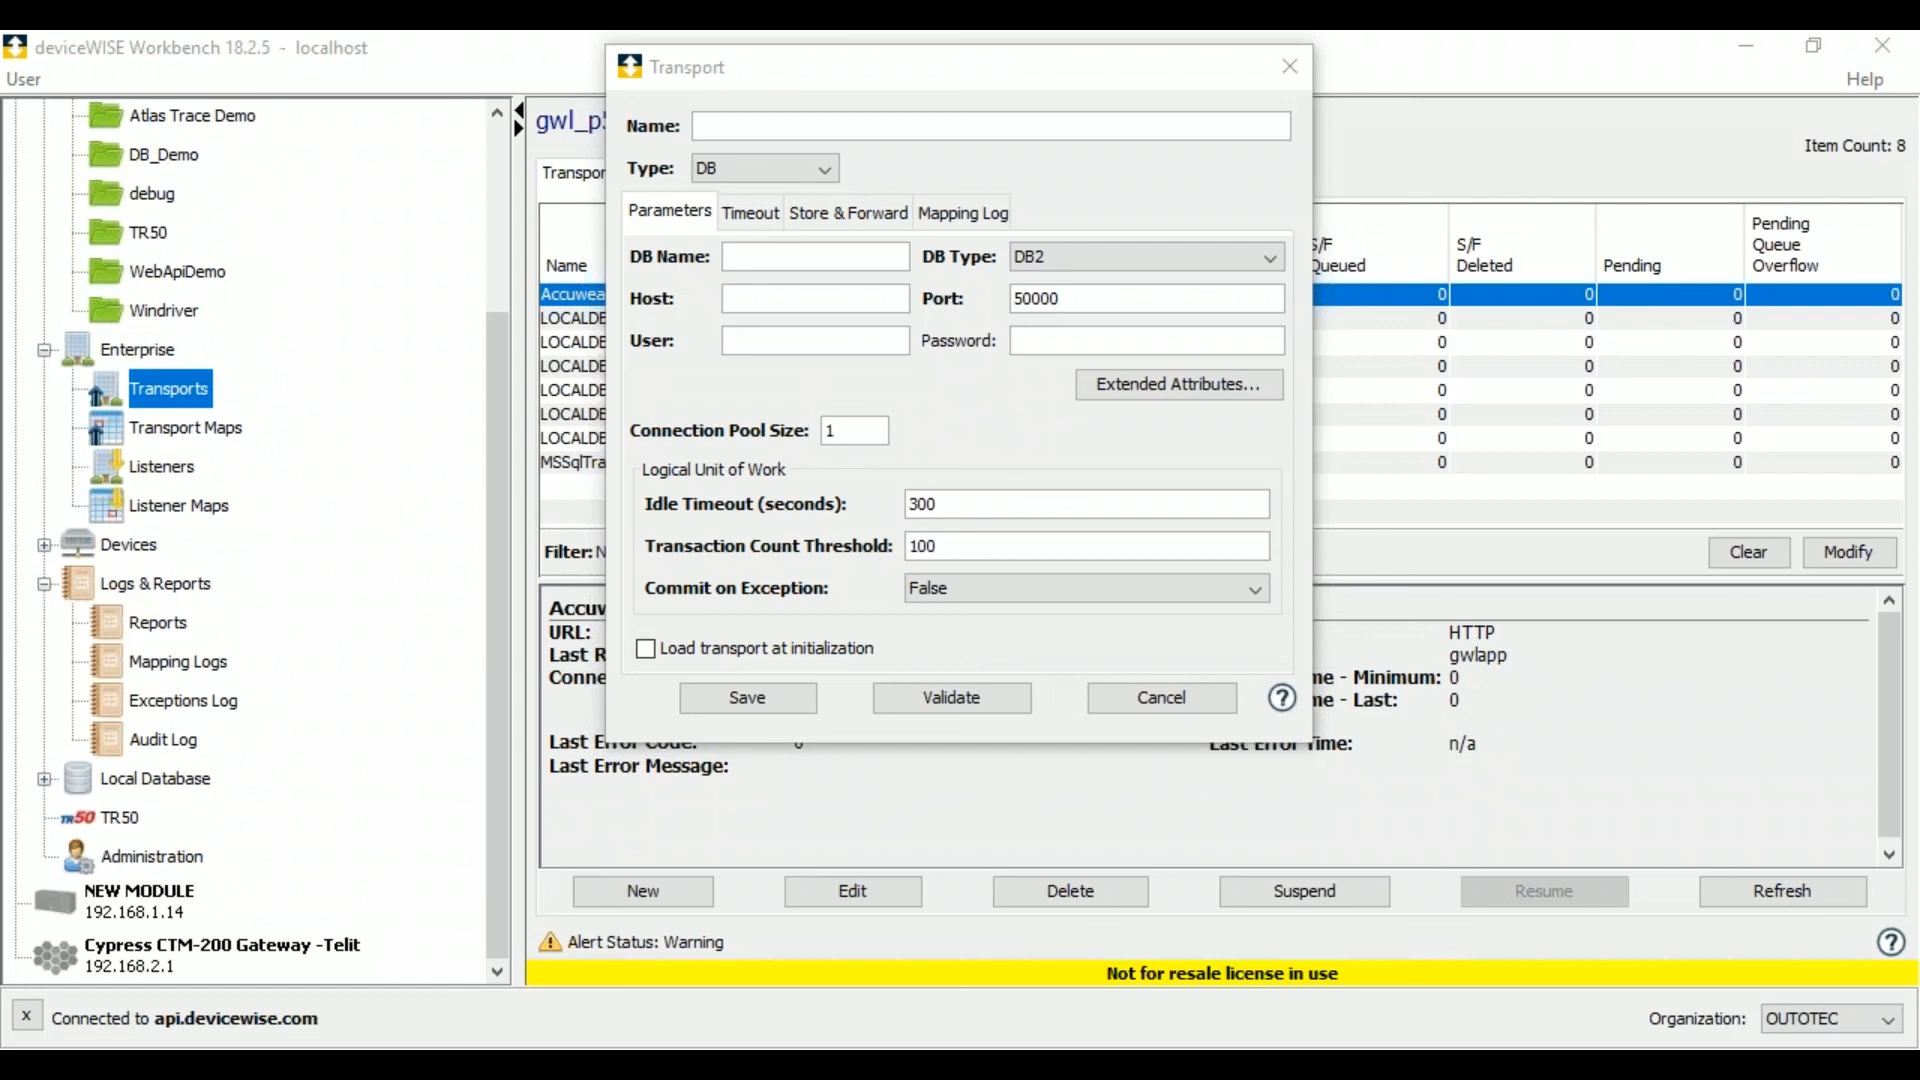 deviceWISE Workbench 18.2.5 - localhost
User
Help
Atlas Trace Demo
DB_Demo
debug
TR50
WebApiDemo
Windriver
Enterprise
Transports
Transport Maps
Listeners
Listener Maps
Devices
Logs & Reports
Reports
Mapping Logs
Exceptions Log
Audit Log
Local Database
TR50 TR50
Administration
NEW MODULE
192.168.1.14
Cypress CTM-200 Gateway -Telit
192.168.2.1
gwl_p
Item Count: 8
Transpor
Name
S/F Queued
S/F Deleted
Pending
Pending Queue Overflow
Accuwea 0 0 0 0
LOCALDE 0 0 0 0
LOCALDE 0 0 0 0
LOCALDE 0 0 0 0
LOCALDE 0 0 0 0
LOCALDE 0 0 0 0
LOCALDE 0 0 0 0
MSSqlTra 0 0 0 0
Filter: N
Clear
Modify
Transport
Name:
Type: DB
Parameters Timeout Store & Forward Mapping Log
DB Name: DB Type: DB2
Host: Port: 50000
User: Password:
Extended Attributes...
Connection Pool Size: 1
Logical Unit of Work
Idle Timeout (seconds): 300
Transaction Count Threshold: 100
Commit on Exception: False
Load transport at initialization
Save Validate Cancel ?
Accuw
URL: HTTP
Last R gwlapp
Conne me - Minimum: 0
me - Last: 0
Last Error Code: 0 Last Error Time: n/a
Last Error Message:
New Edit Delete Suspend Resume Refresh
Alert Status: Warning ?
Not for resale license in use
x Connected to api.devicewise.com
Organization: OUTOTEC